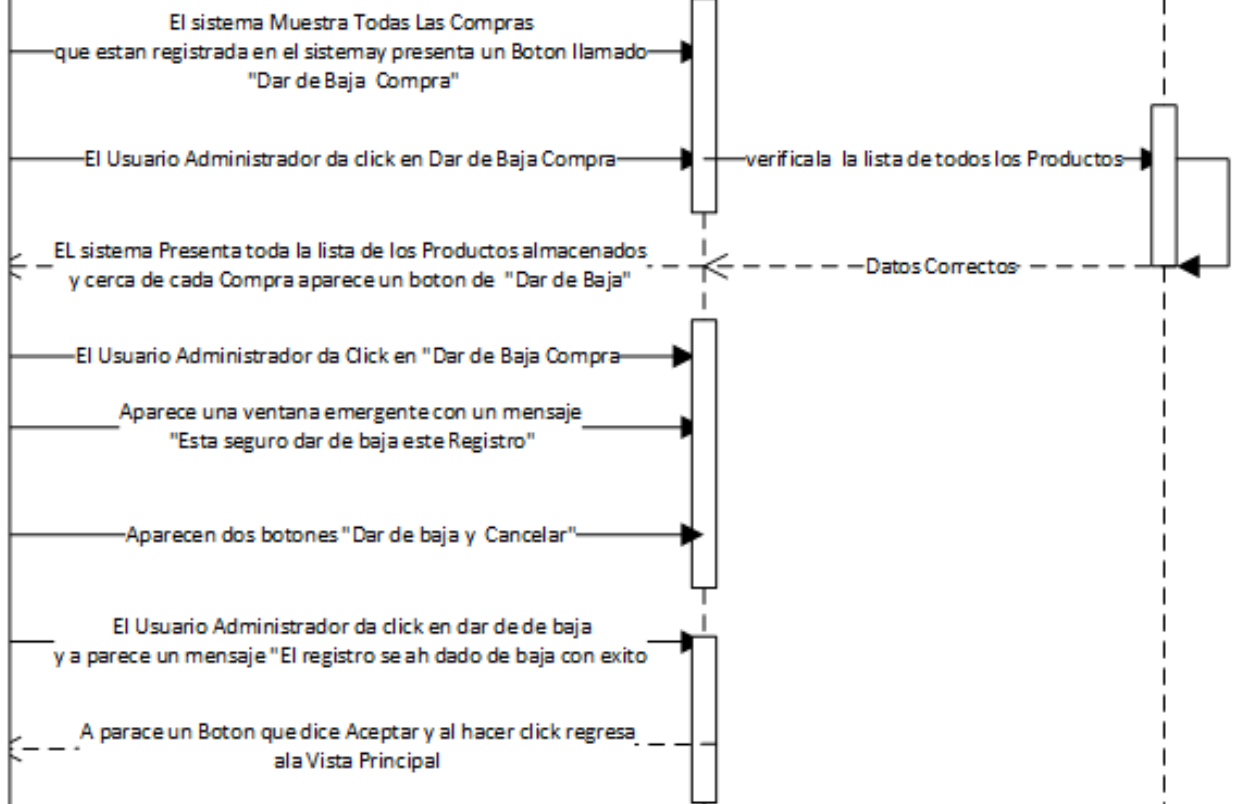 El sistema Muestra Todas Las Compras
que estan registrada en el sistemay presenta un Boton llamado
"Dar de Baja Compra"
El Usuario Administrador da click en Dar de Baja Compra
verificala la lista de todos los Productos
EL sistema Presenta toda la lista de los Productos almacenados
y cerca de cada Compra aparece un boton de "Dar de Baja"
Datos Correctos
El Usuario Administrador da Click en "Dar de Baja Compra
Aparece una ventana emergente con un mensaje
"Esta seguro dar de baja este Registro"
Aparecen dos botones "Dar de baja y Cancelar"
El Usuario Administrador da click en dar de de baja
y a parece un mensaje "El registro se ah dado de baja con exito
A parace un Boton que dice Aceptar y al hacer click regresa
ala Vista Principal